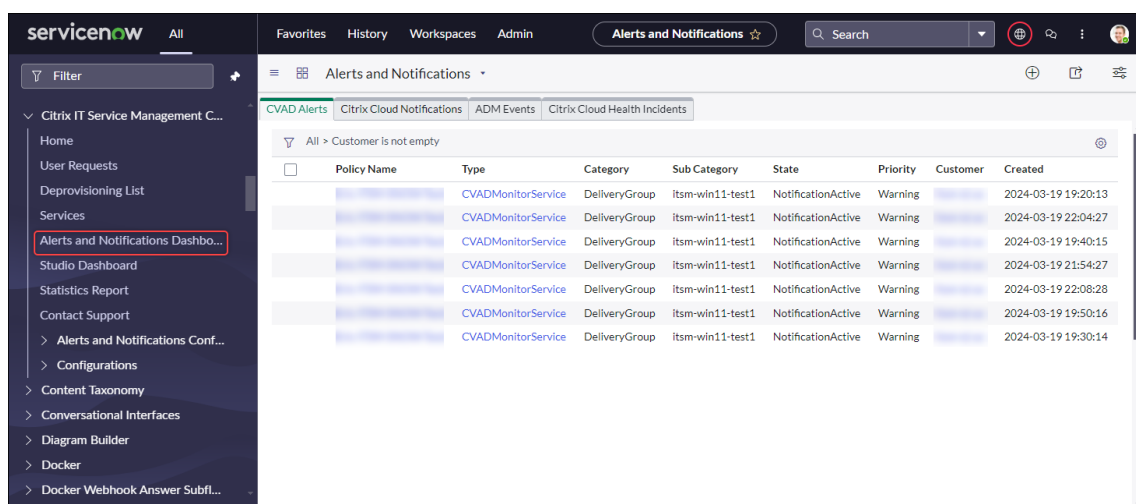 servicenow All Favorites History Workspaces Admin Alerts and Notifications Search
Filter
Alerts and Notifications
Citrix IT Service Management C...
Home
User Requests
Deprovisioning List
Services
Alerts and Notifications Dashbo...
Studio Dashboard
Statistics Report
Contact Support
> Alerts and Notifications Conf...
> Configurations
> Content Taxonomy
> Conversational Interfaces
> Diagram Builder
> Docker
> Docker Webhook Answer Subfl...
CVAD Alerts Citrix Cloud Notifications ADM Events Citrix Cloud Health Incidents
All > Customer is not empty
Policy Name Type Category Sub Category State Priority Customer Created
CVADMonitorService DeliveryGroup itsm-win11-test1 NotificationActive Warning 2024-03-19 19:20:13
CVADMonitorService DeliveryGroup itsm-win11-test1 NotificationActive Warning 2024-03-19 22:04:27
CVADMonitorService DeliveryGroup itsm-win11-test1 NotificationActive Warning 2024-03-19 19:40:15
CVADMonitorService DeliveryGroup itsm-win11-test1 NotificationActive Warning 2024-03-19 21:54:27
CVADMonitorService DeliveryGroup itsm-win11-test1 NotificationActive Warning 2024-03-19 22:08:28
CVADMonitorService DeliveryGroup itsm-win11-test1 NotificationActive Warning 2024-03-19 19:50:16
CVADMonitorService DeliveryGroup itsm-win11-test1 NotificationActive Warning 2024-03-19 19:30:14